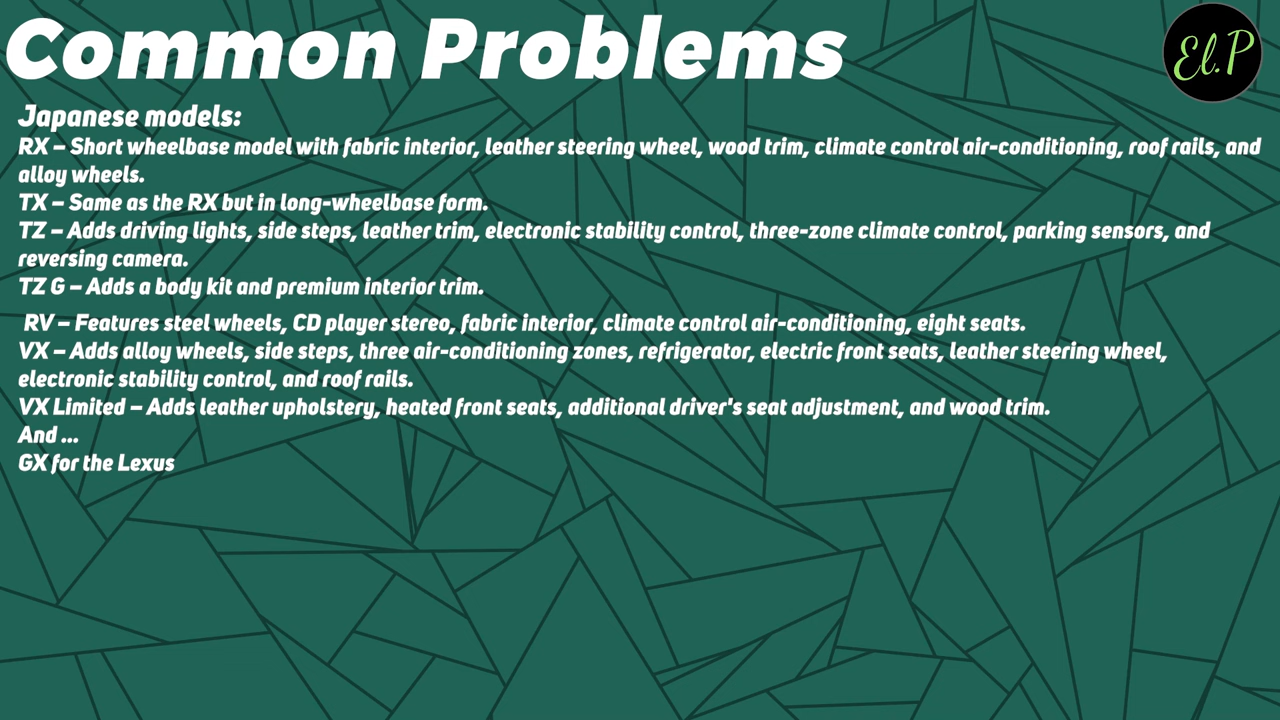 Common Problems
El.P
Japanese models:
RX – Short wheelbase model with fabric interior, leather steering wheel, wood trim, climate control air-conditioning, roof rails, and
alloy wheels.
TX – Same as the RX but in long-wheelbase form.
TZ – Adds driving lights, side steps, leather trim, electronic stability control, three-zone climate control, parking sensors, and
reversing camera.
TZ G – Adds a body kit and premium interior trim.
RV – Features steel wheels, CD player stereo, fabric interior, climate control air-conditioning, eight seats.
VX – Adds alloy wheels, side steps, three air-conditioning zones, refrigerator, electric front seats, leather steering wheel,
electronic stability control, and roof rails.
VX Limited – Adds leather upholstery, heated front seats, additional driver's seat adjustment, and wood trim.
And ...
GX for the Lexus